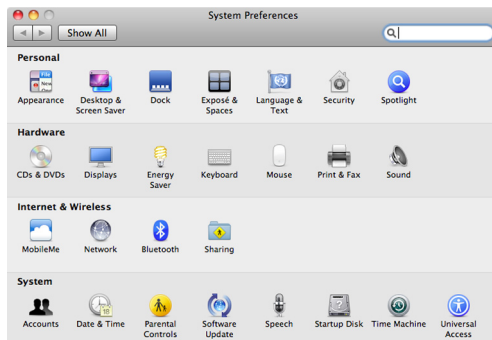 System Preferences
Show All
Personal
Appearance
Desktop &
Screen Saver
Dock
Exposé &
Spaces
Language &
Text
Security
Spotlight
Hardware
CDs & DVDs
Displays
Energy
Saver
Keyboard
Mouse
Print & Fax
Sound
Internet & Wireless
MobileMe
Network
Bluetooth
Sharing
System
Accounts
Date & Time
Parental
Controls
Software
Update
Speech
Startup Disk
Time Machine
Universal
Access